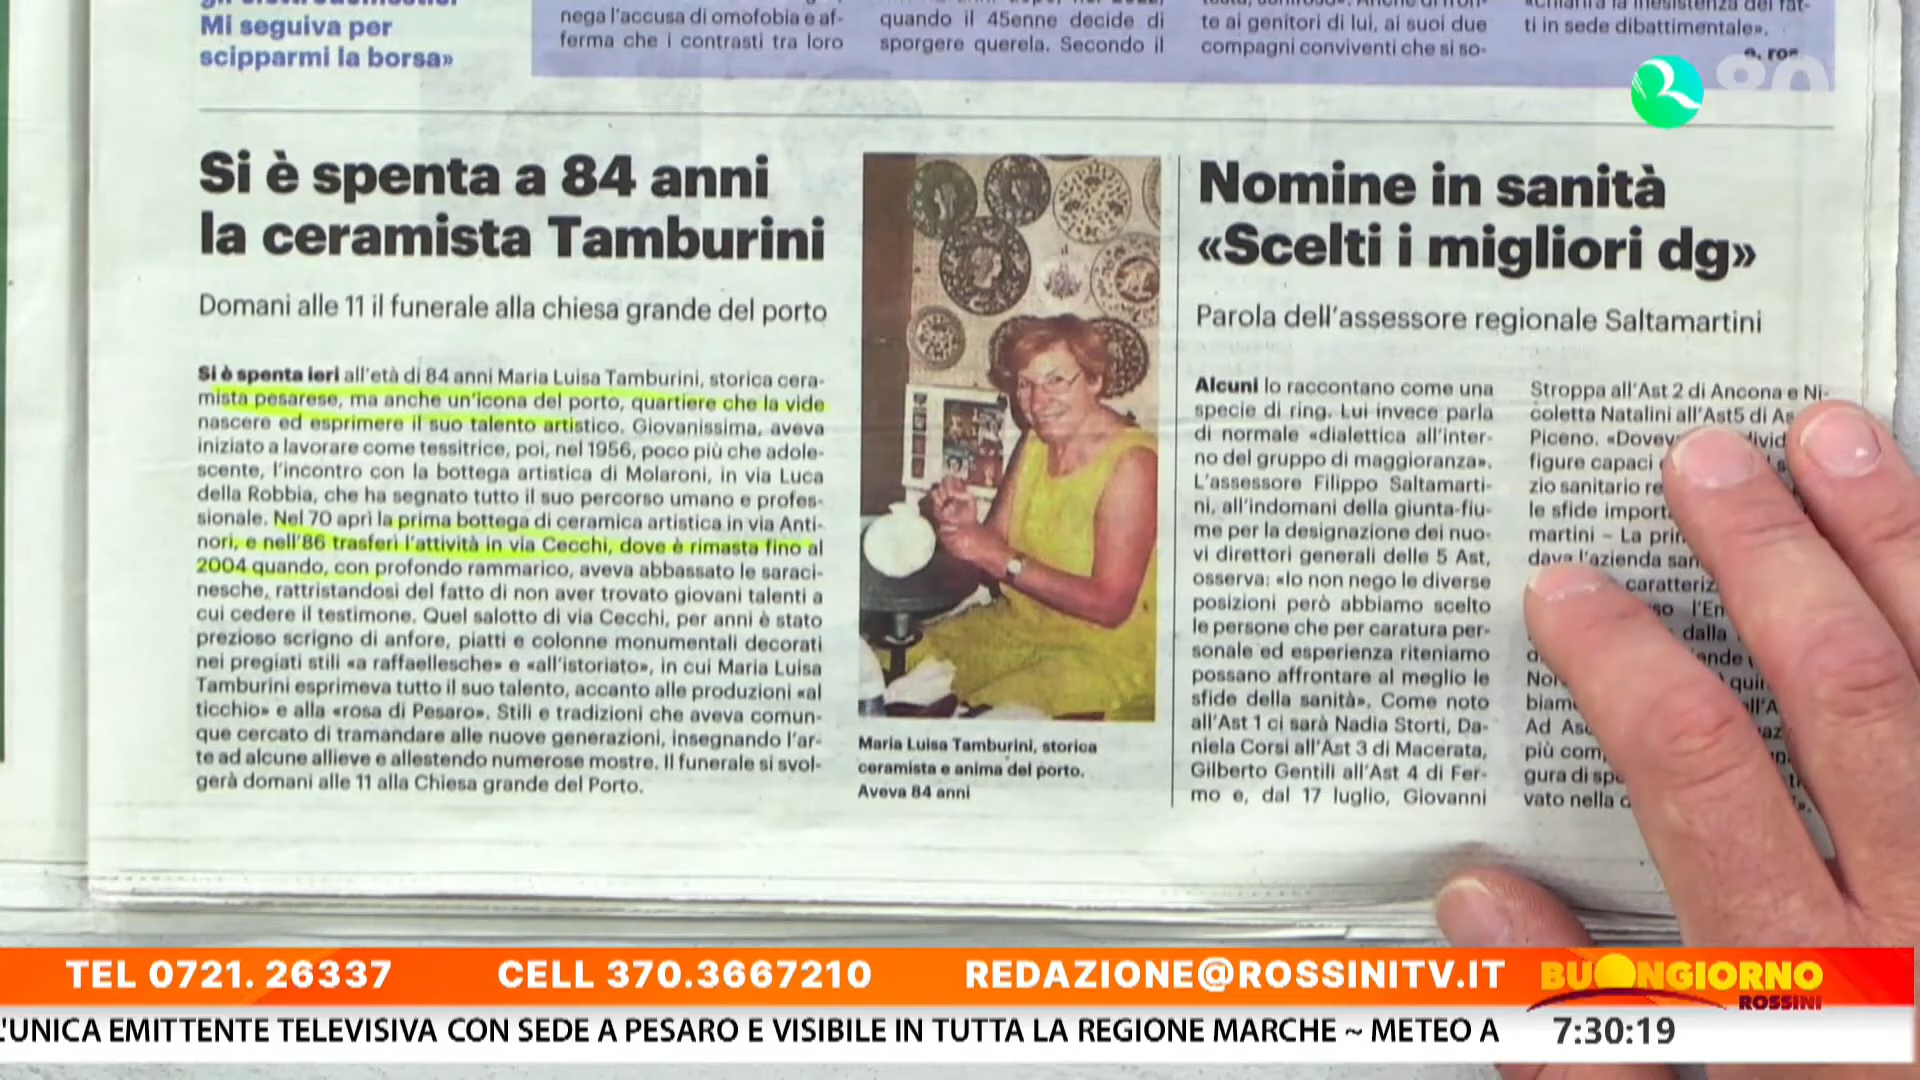 Mi seguiva per
scipparmi la borsa»
nega l'accusa di omofobia e af-
ferma che i contrasti tra loro
quando il 45enne decide di
sporgere querela. Secondo il
te ai genitori di lui, ai suoi due
compagni conviventi che si so-
ti in sede dibattimentale».
Si è spenta a 84 anni
la ceramista Tamburini
Domani alle 11 il funerale alla chiesa grande del porto
Si è spenta ieri all'età di 84 anni Maria Luisa Tamburini, storica cera-
mista pesarese, ma anche un'icona del porto, quartiere che la vide
nascere ed esprimere il suo talento artistico. Giovanissima, aveva
iniziato a lavorare come tessitrice, poi, nel 1956, poco più che adole-
scente, l'incontro con la bottega artistica di Molaroni, in via Luca
della Robbia, che ha segnato tutto il suo percorso umano e profes-
sionale. Nel 70 aprì la prima bottega di ceramica artistica in via Anti-
nori, e nell'86 trasferì l'attività in via Cecchi, dove è rimasta fino al
2004 quando, con profondo rammarico, aveva abbassato le saraci-
nesche, rattristandosi del fatto di non aver trovato giovani talenti a
cui cedere il testimone. Quel salotto di via Cecchi, per anni è stato
prezioso scrigno di anfore, piatti e colonne monumentali decorati
nei pregiati stili «a raffaellesche» e «all'istoriato», in cui Maria Luisa
Tamburini esprimeva tutto il suo talento, accanto alle produzioni «al
ticchio» e alla «rosa di Pesaro». Stili e tradizioni che aveva comun-
que cercato di tramandare alle nuove generazioni, insegnando l'ar-
te ad alcune allieve e allestendo numerose mostre. Il funerale si svol-
gerà domani alle 11 alla Chiesa grande del Porto.
Maria Luisa Tamburini, storica
ceramista e anima del porto.
Aveva 84 anni
Nomine in sanità
«Scelti i migliori dg»
Parola dell'assessore regionale Saltamartini
Alcuni lo raccontano come una
specie di ring. Lui invece parla
di normale «dialettica all'inter-
no del gruppo di maggioranza».
L'assessore Filippo Saltamarti-
ni, all'indomani della giunta-fiu-
me per la designazione dei nuo-
vi direttori generali delle 5 Ast,
osserva: «Io non nego le diverse
posizioni però abbiamo scelto
le persone che per caratura per-
sonale ed esperienza riteniamo
possano affrontare al meglio le
sfide della sanità». Come noto
all'Ast 1 ci sarà Nadia Storti, Da-
niela Corsi all'Ast 3 di Macerata,
Gilberto Gentili all'Ast 4 di Fer-
mo e, dal 17 luglio, Giovanni
Stroppa all'Ast 2 di Ancona e Ni-
coletta Natalini all'Ast5 di As
Piceno.
figure capaci
zio sanitario
le sfide
martini – La
l'azienda
dalla
più
gura di
vato nella
TEL 0721. 26337 CELL 370.3667210 REDAZIONE@ROSSINITV.IT
BUONGIORNO
ROSSINI
L'UNICA EMITTENTE TELEVISIVA CON SEDE A PESARO E VISIBILE IN TUTTA LA REGIONE MARCHE ~ METEO A
7:30:19